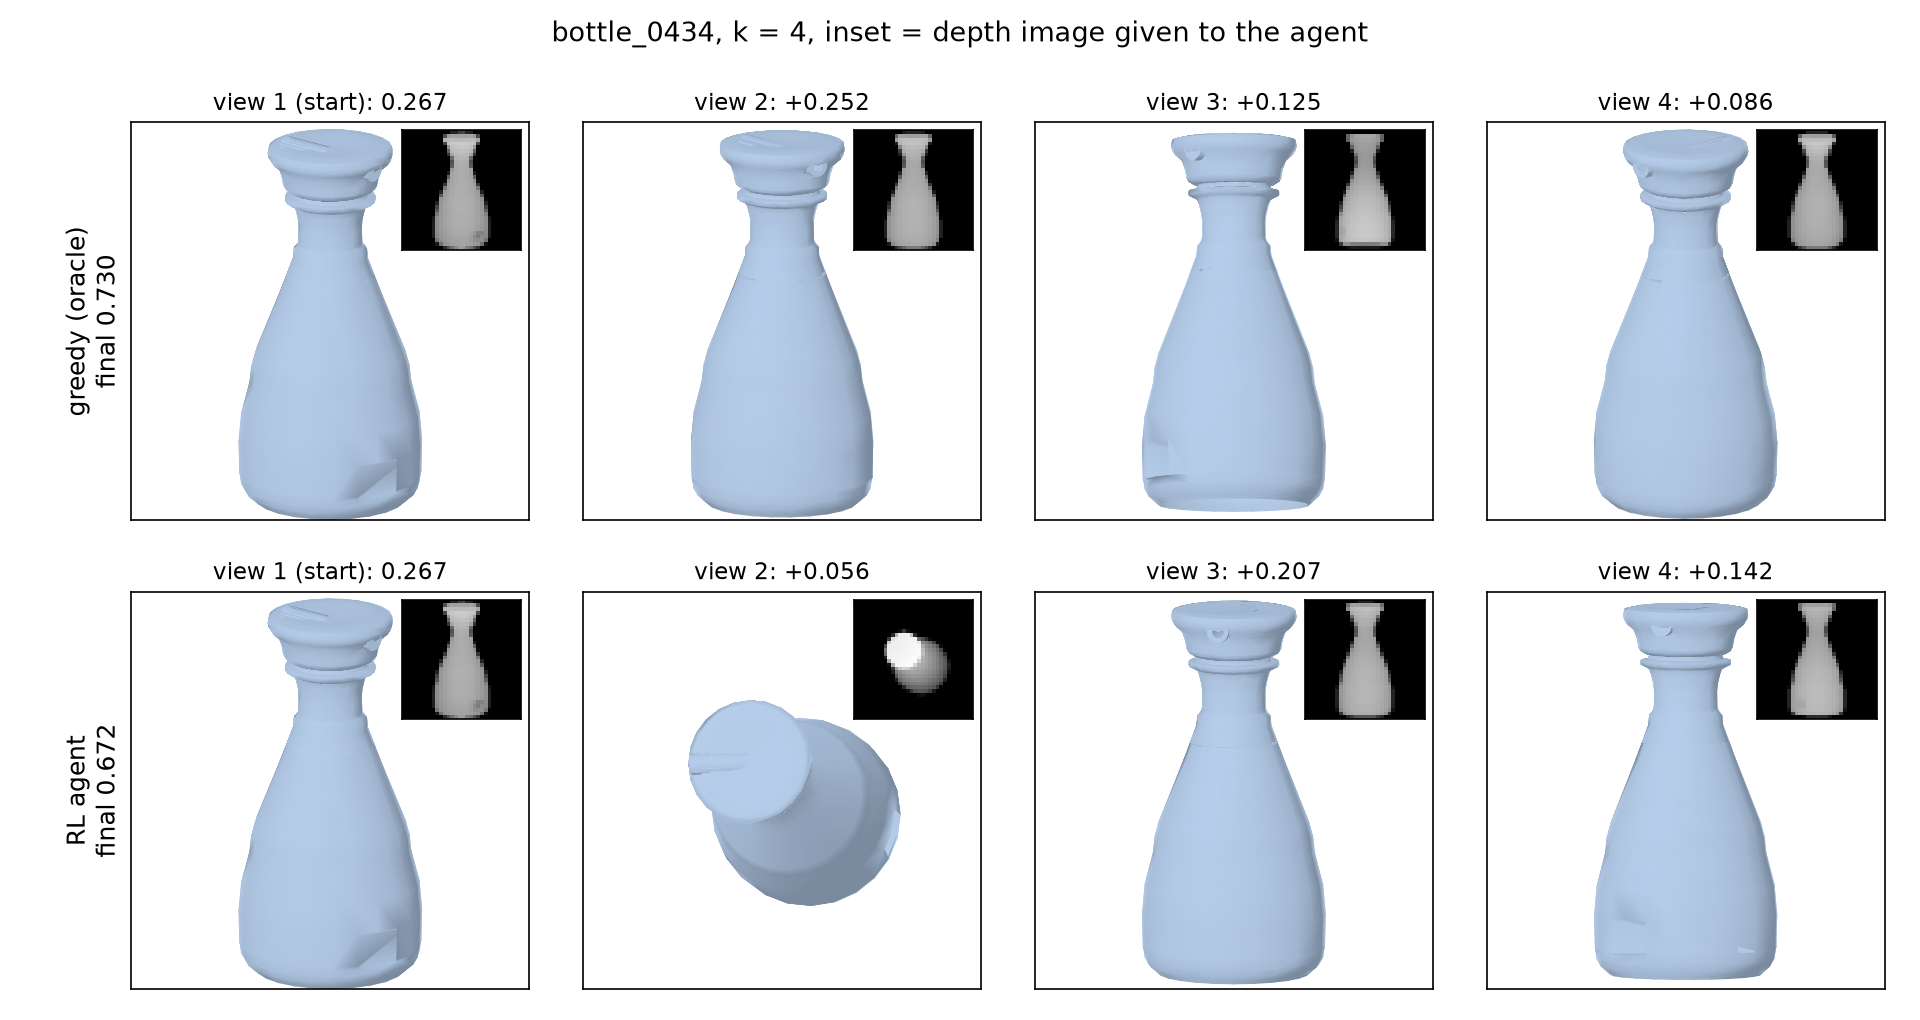 bottle_0434, k = 4, inset = depth image given to the agent
greedy (oracle)
final 0.730
view 1 (start): 0.267
view 2: +0.252
view 3: +0.125
view 4: +0.086
RL agent
final 0.672
view 1 (start): 0.267
view 2: +0.056
view 3: +0.207
view 4: +0.142